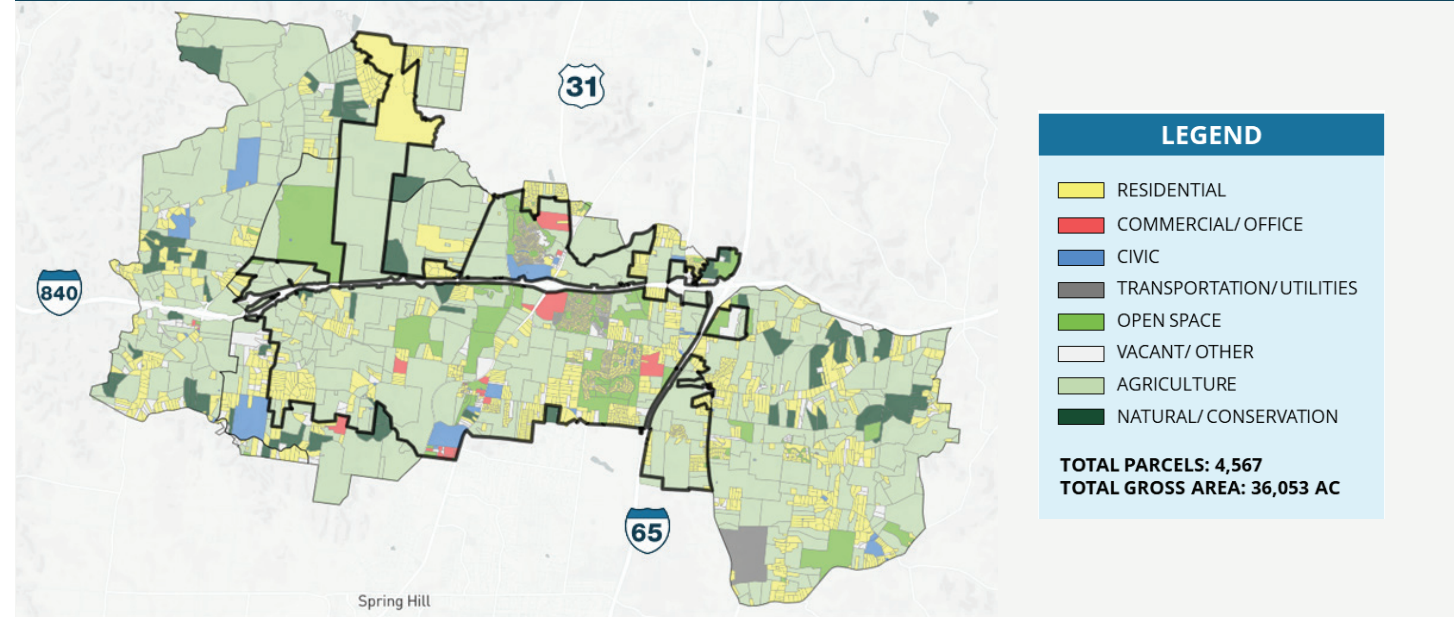 31
840
65
Spring Hill
LEGEND
RESIDENTIAL
COMMERCIAL/ OFFICE
CIVIC
TRANSPORTATION/ UTILITIES
OPEN SPACE
VACANT/ OTHER
AGRICULTURE
NATURAL/ CONSERVATION
TOTAL PARCELS: 4,567
TOTAL GROSS AREA: 36,053 AC